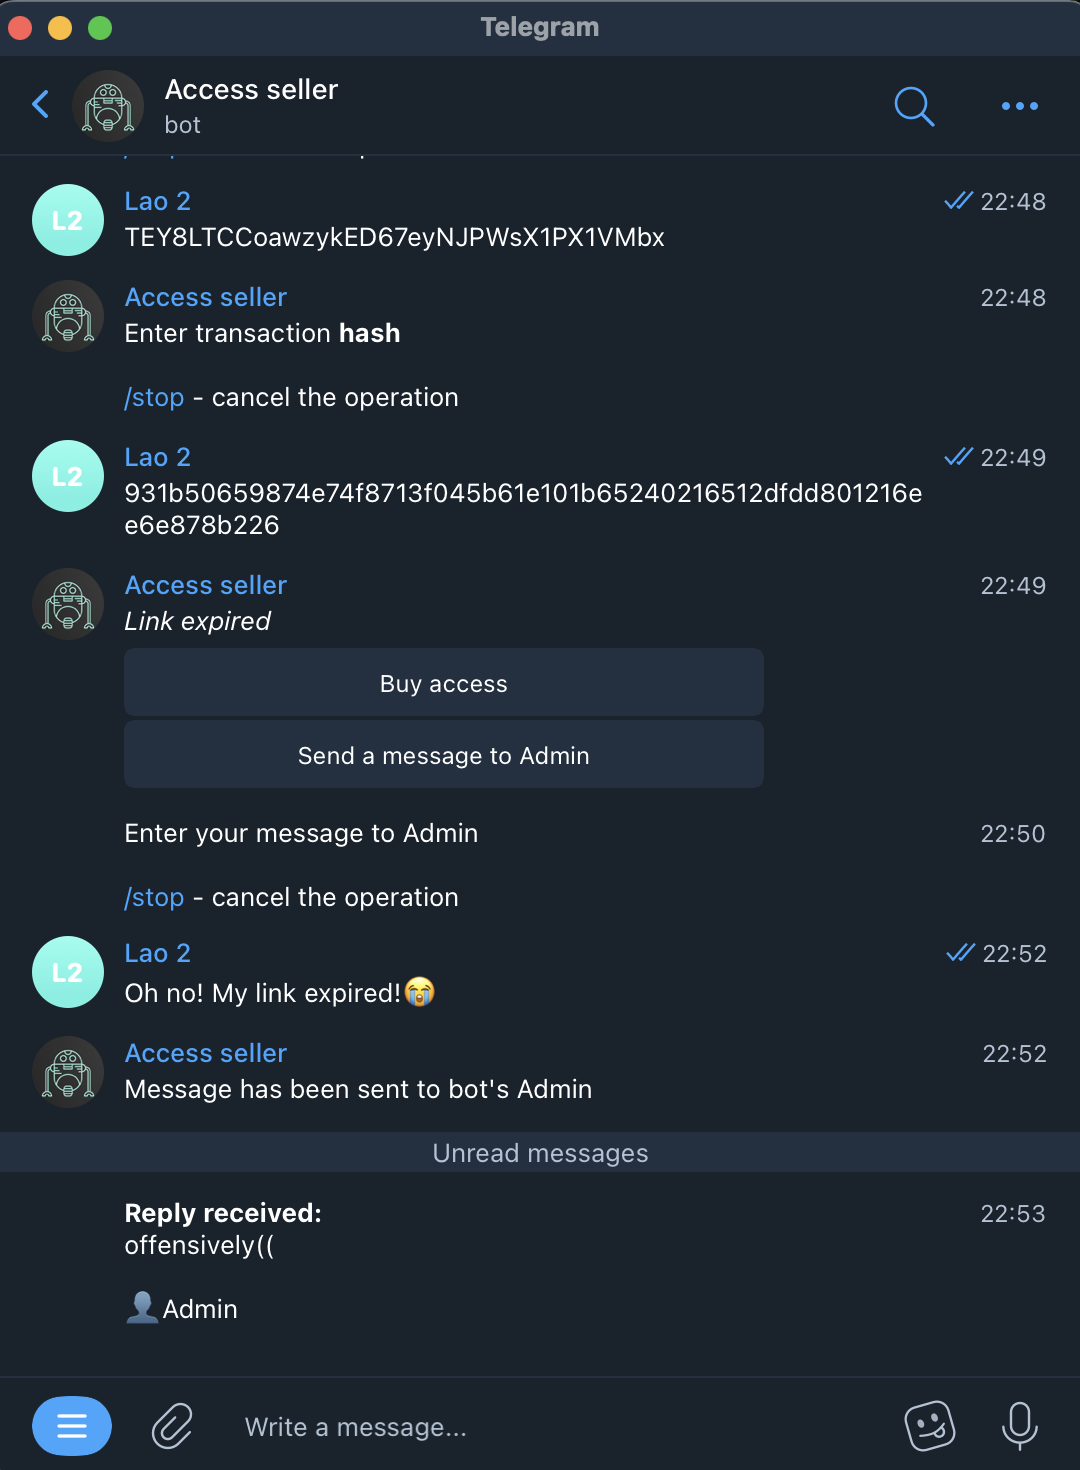 Telegram
Access seller
bot
Lao 2
22:48
L2
TEY8LTCCoawzykED67eyNJPWsX1PX1VMbx
Access seller
22:48
Enter transaction hash
/stop - cancel the operation
Lao 2
22:49
L2
931b50659874e74f8713f045b61e101b65240216512dfdd801216e
e6e878b226
Access seller
22:49
Link expired
Buy access
Send a message to Admin
Enter your message to Admin
22:50
/stop - cancel the operation
Lao 2
22:52
L2
Oh no! My link expired!😭
Access seller
22:52
Message has been sent to bot's Admin
Unread messages
Reply received:
22:53
offensively((
👤Admin
Write a message...